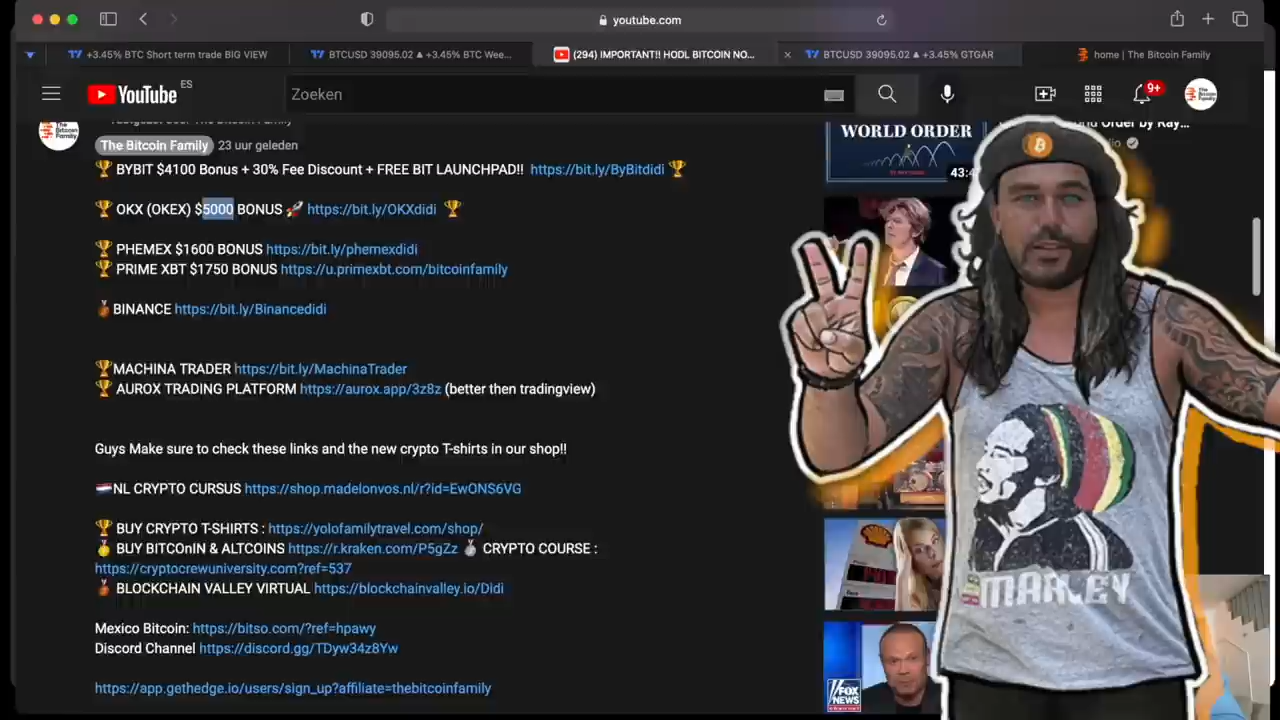 youtube.com
+3.45% BTC Short term trade BIG VIEW
BTCUSD 39095.02 ▲ +3.45% BTC Wee...
(294) IMPORTANT!! HODL BITCOIN NO...
BTCUSD 39095.02 ▲ +3.45% GTGAR
home | The Bitcoin Family
YouTube ES
Zoeken
9+
The Bitcoin Family 23 uur geleden
🏆 BYBIT $4100 Bonus + 30% Fee Discount + FREE BIT LAUNCHPAD!! https://bit.ly/ByBitdidi 🏆
🏆 OKX (OKEX) $5000 BONUS 🚀 https://bit.ly/OKXdidi 🏆
🏆 PHEMEX $1600 BONUS https://bit.ly/phemexdidi
🏆 PRIME XBT $1750 BONUS https://u.primexbt.com/bitcoinfamily
🥉BINANCE https://bit.ly/Binancedidi
🏆MACHINA TRADER https://bit.ly/MachinaTrader
🏆 AUROX TRADING PLATFORM https://aurox.app/3z8z (better then tradingview)
Guys Make sure to check these links and the new crypto T-shirts in our shop!!
🇳🇱NL CRYPTO CURSUS https://shop.madelonvos.nl/r?id=EwONS6VG
🏆 BUY CRYPTO T-SHIRTS : https://yolofamilytravel.com/shop/
🥇 BUY BITCOnIN & ALTCOINS https://r.kraken.com/P5gZz 🥈 CRYPTO COURSE :
https://cryptocrewuniversity.com?ref=537
🥉 BLOCKCHAIN VALLEY VIRTUAL https://blockchainvalley.io/Didi
Mexico Bitcoin: https://bitso.com/?ref=hpawy
Discord Channel https://discord.gg/TDyw34z8Yw
https://app.gethedge.io/users/sign_up?affiliate=thebitcoinfamily
Order by Ray...
WORLD ORDER
43:4
MARLEY
FOX
NEWS